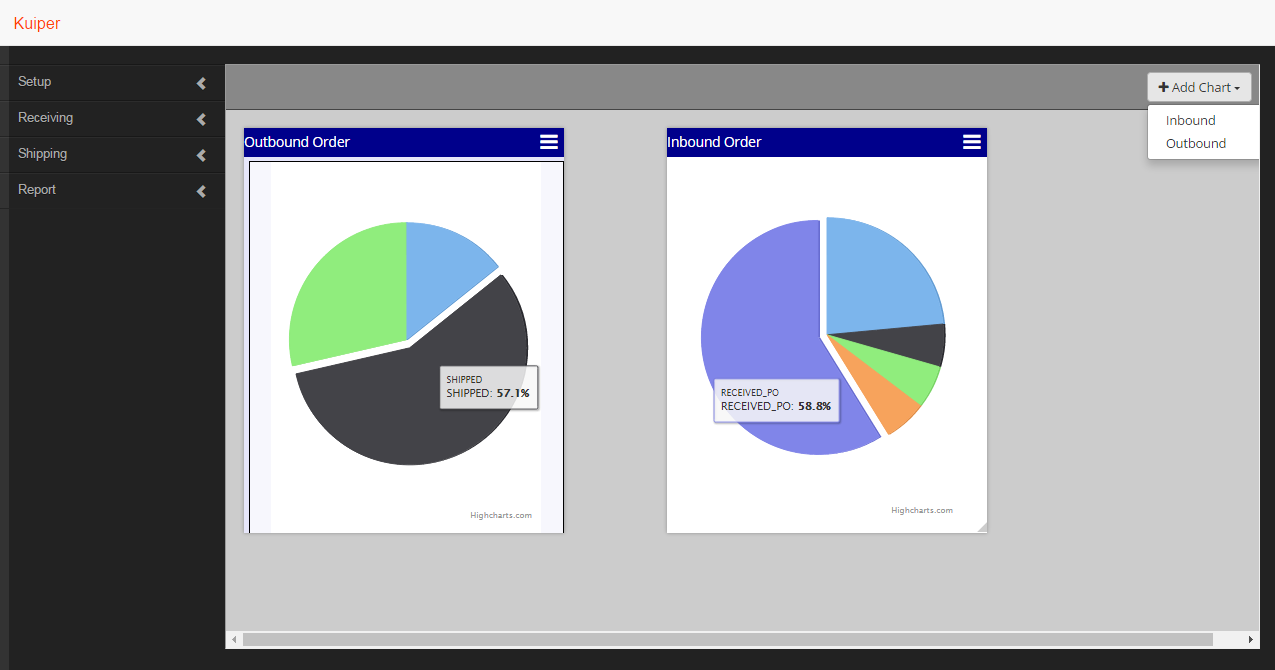 Kuiper
Setup
Receiving
Shipping
Report
Add Chart
Inbound
Outbound
Outbound Order
SHIPPED
SHIPPED: 57.1%
Highcharts.com
Inbound Order
RECEIVED_PO
RECEIVED_PO: 58.8%
Highcharts.com